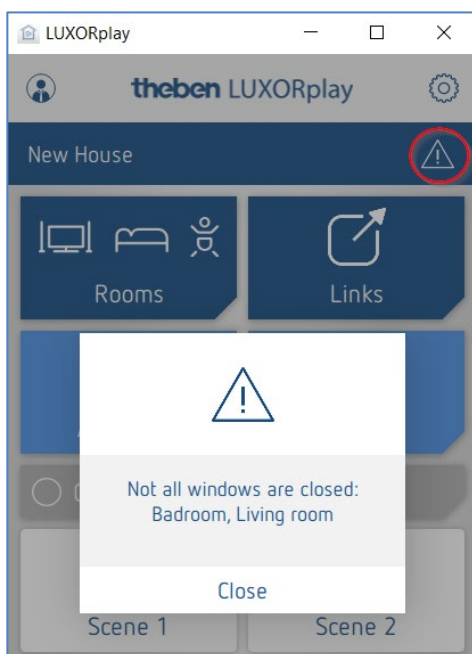 LUXORplay
theben LUXORplay
New House
Rooms
Links
Not all windows are closed:
Badroom, Living room
Close
Scene 1
Scene 2